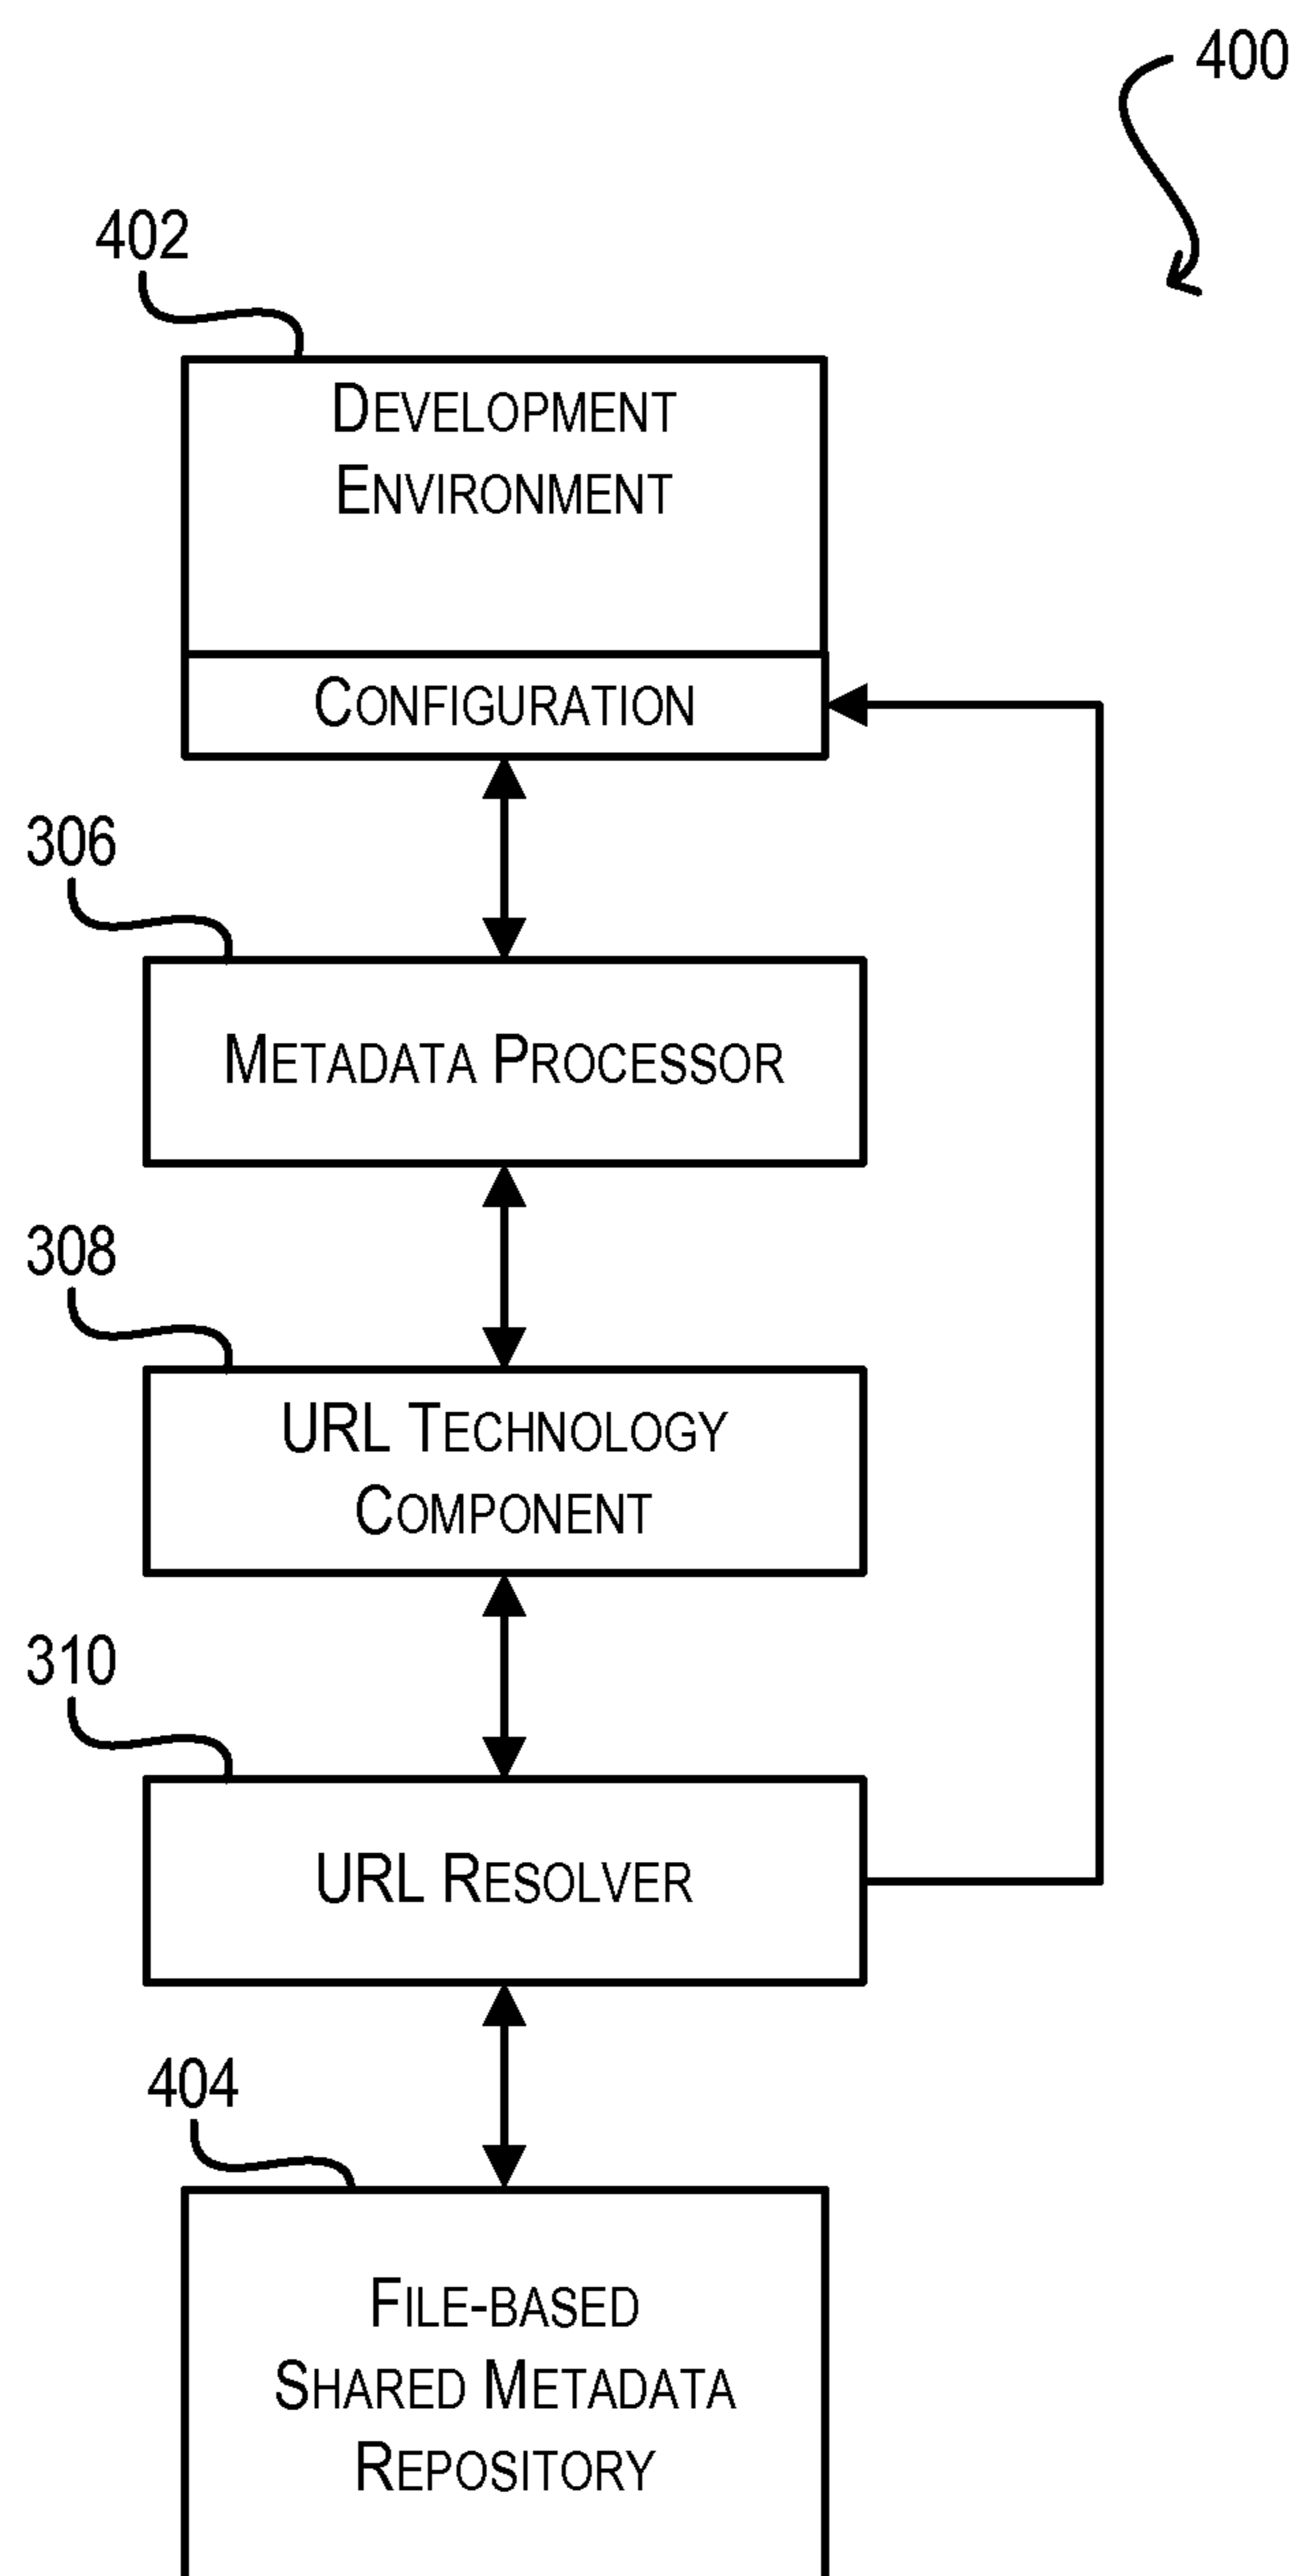 400
402
DEVELOPMENT
ENVIRONMENT
CONFIGURATION
306
METADATA PROCESSOR
308
URL TECHNOLOGY
COMPONENT
310
URL RESOLVER
404
FILE-BASED
SHARED METADATA
REPOSITORY